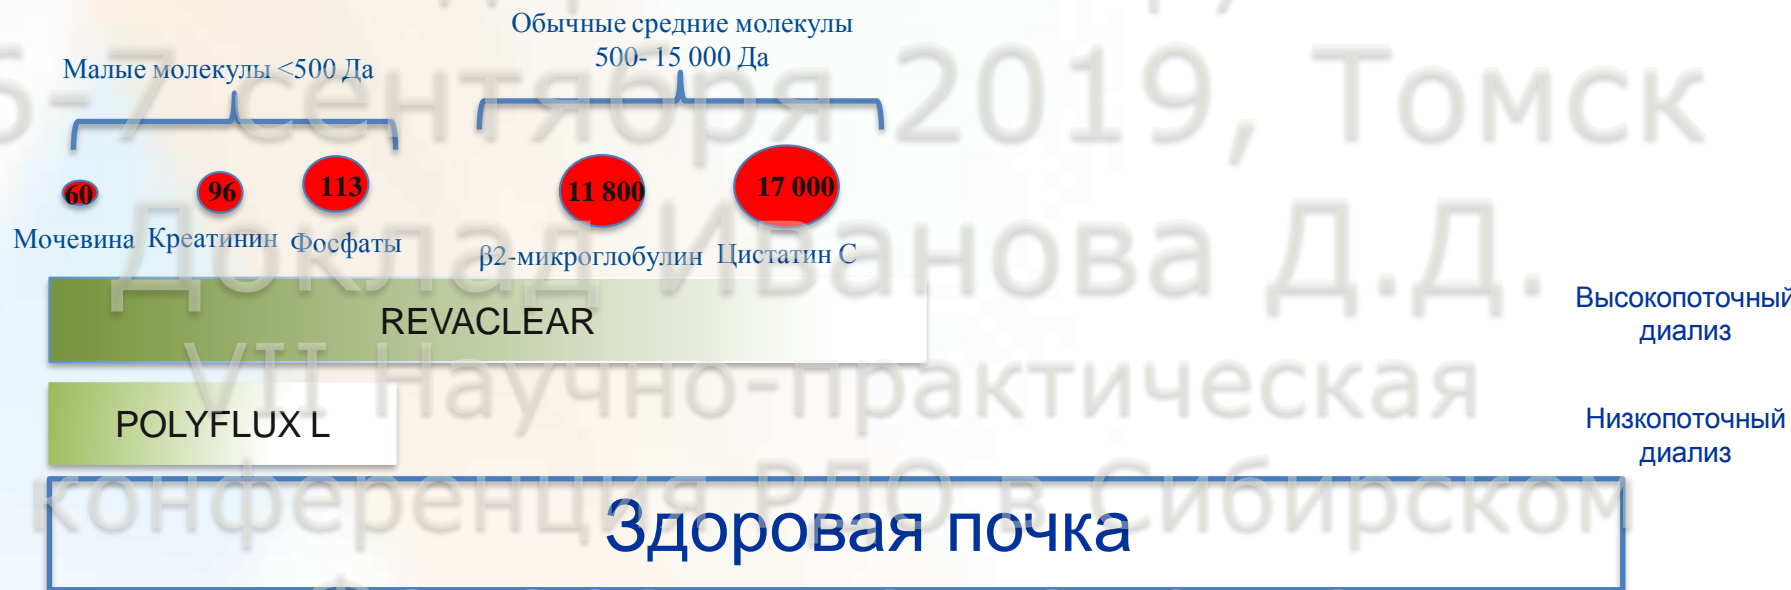 Обычные средние молекулы
500- 15 000 Да
Малые молекулы <500 Да
6-7 сентября 2019, Томск
60
96
113
11 800
17 000
Мочевина
Креатинин
Фосфаты
β2-микроглобулин
Цистатин С
Доклад Иванова Д.Д.
REVACLEAR
Высокопоточный
диализ
VII Научно-практическая
POLYFLUX L
Низкопоточный
диализ
конференция РДО в Сибирском
Здоровая почка